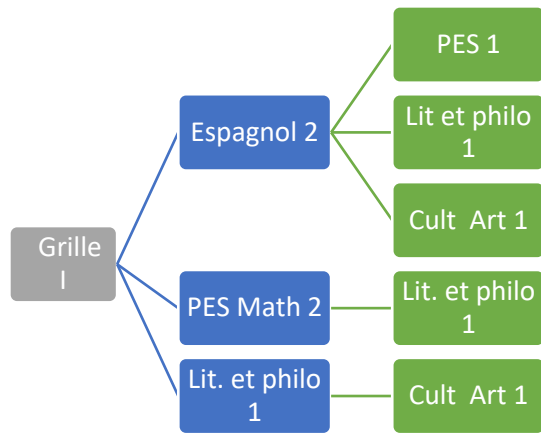 PES 1
Espagnol 2
Lit et philo
1
Cult Art 1
Grille
I
PES Math 2
Lit. et philo
1
Lit. et philo
1
Cult Art 1